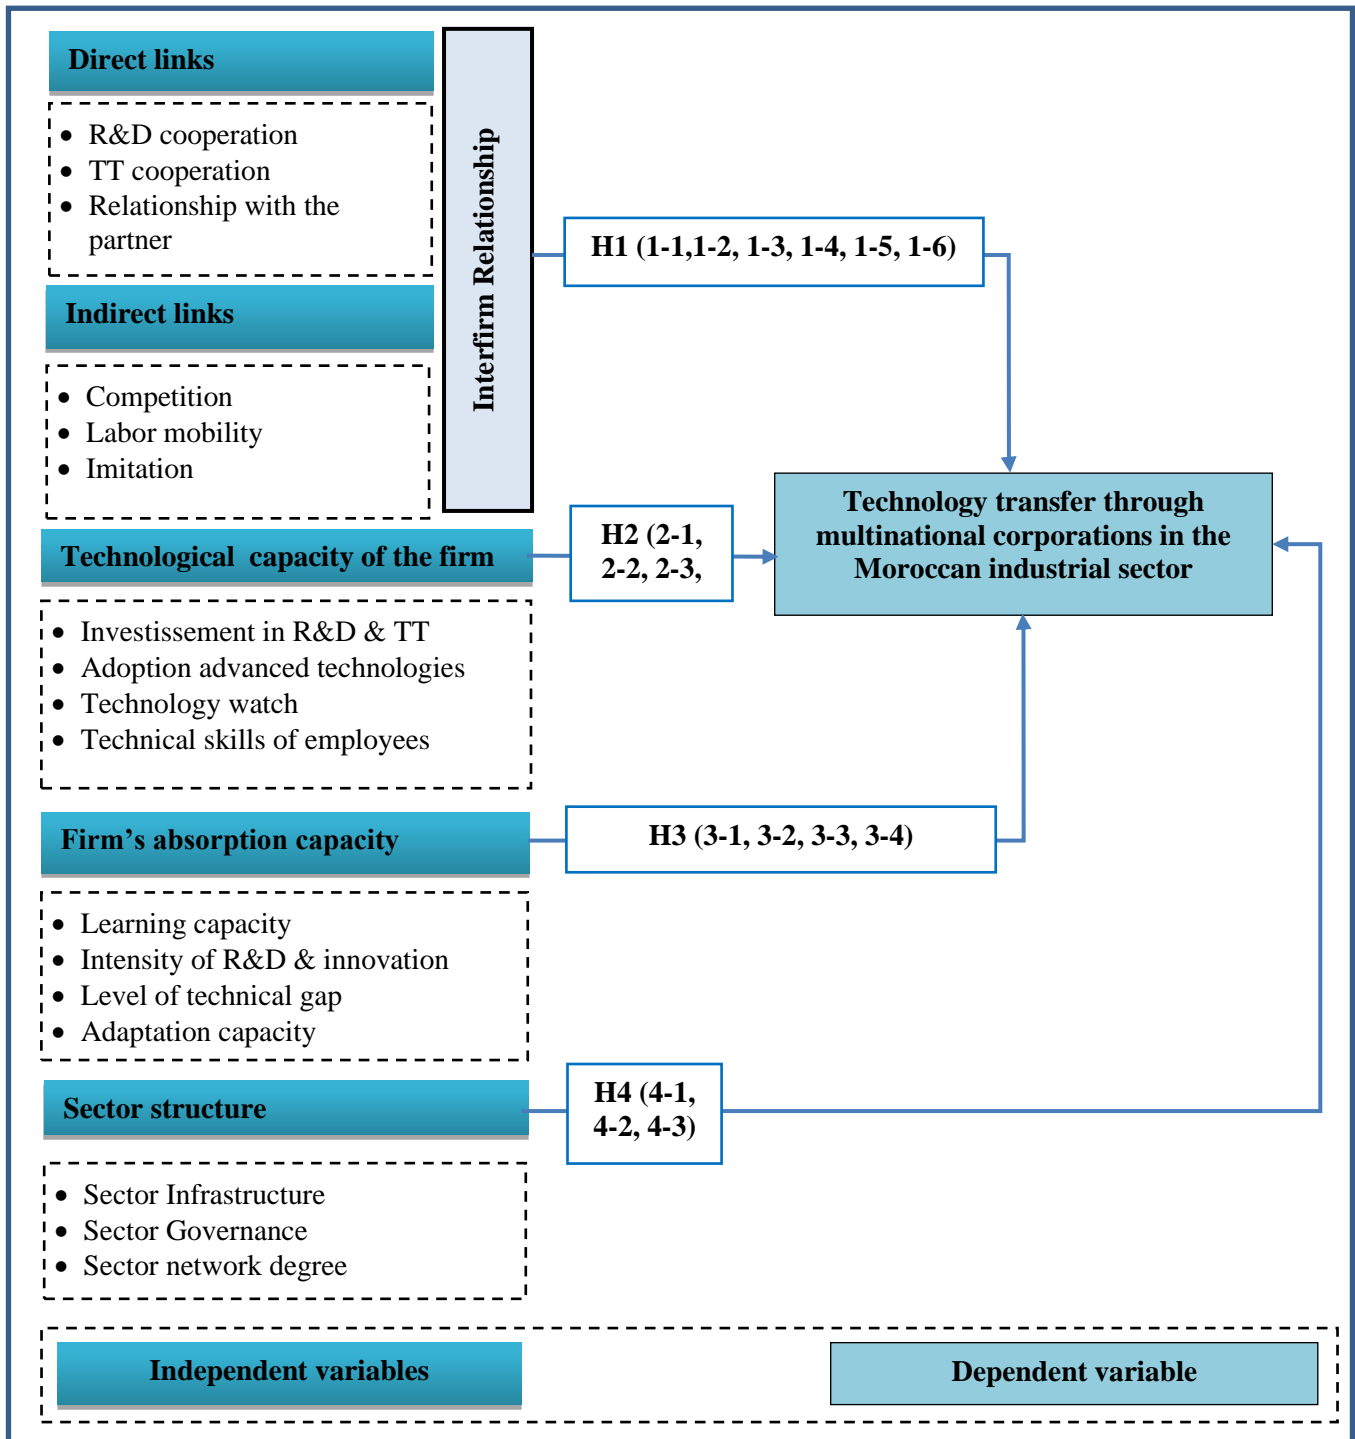 Direct links
• R&D cooperation
• TT cooperation
• Relationship with the
partner
Indirect links
• Competition
• Labor mobility
• Imitation
Interfirm Relationship
H1 (1-1,1-2, 1-3, 1-4, 1-5, 1-6)
Technology transfer through
multinational corporations in the
Moroccan industrial sector
Technological  capacity of the firm
H2 (2-1,
2-2, 2-3,
• Investissement in R&D & TT
• Adoption advanced technologies
• Technology watch
• Technical skills of employees
Firm’s absorption capacity
H3 (3-1, 3-2, 3-3, 3-4)
• Learning capacity
• Intensity of R&D & innovation
• Level of technical gap
• Adaptation capacity
Sector structure
H4 (4-1,
4-2, 4-3)
• Sector Infrastructure
• Sector Governance
• Sector network degree
Independent variables
Dependent variable